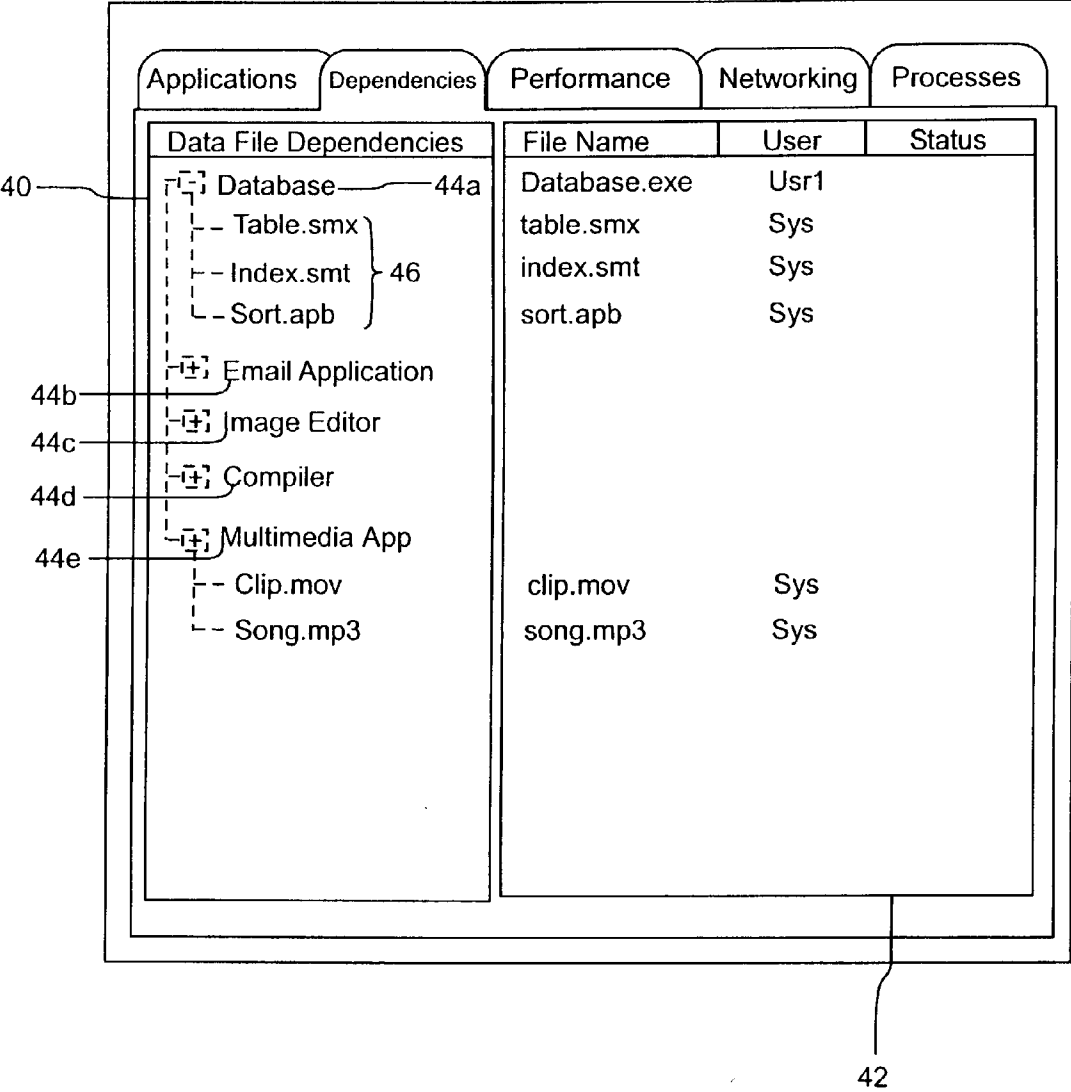 Applications Dependencies Performance Networking Processes
Data File Dependencies File Name User Status
40 - Database 44a Database.exe Usr1
Table.smx table.smx Sys
Index.smt 46 index.smt Sys
Sort.apb sort.apb Sys
+ Email Application
44b
+ Image Editor
44c
+ Compiler
44d
+ Multimedia App
44e
Clip.mov clip.mov Sys
Song.mp3 song.mp3 Sys
42